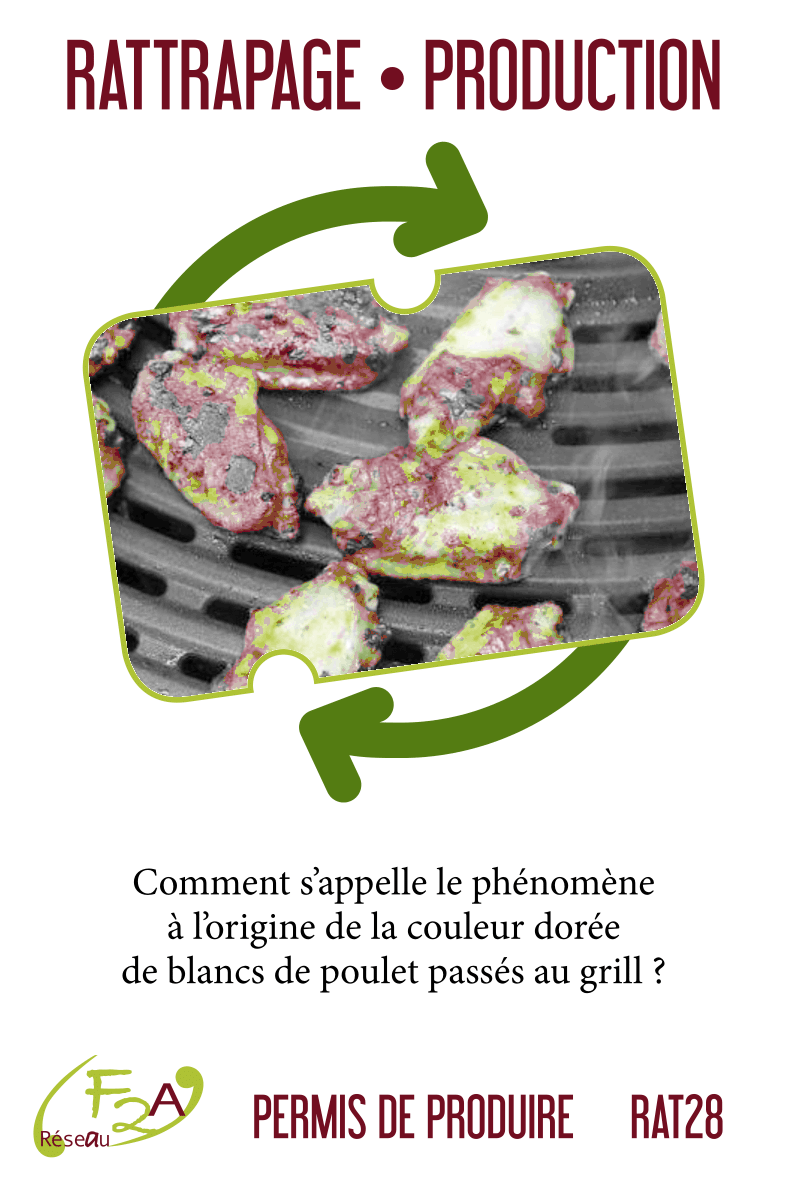 RATTRAPAGE • PRODUCTION
Comment s’appelle le phénomène
à l’origine de la couleur dorée
de blancs de poulet passés au grill ?
F2A
Réseau
PERMIS DE PRODUIRE RAT28